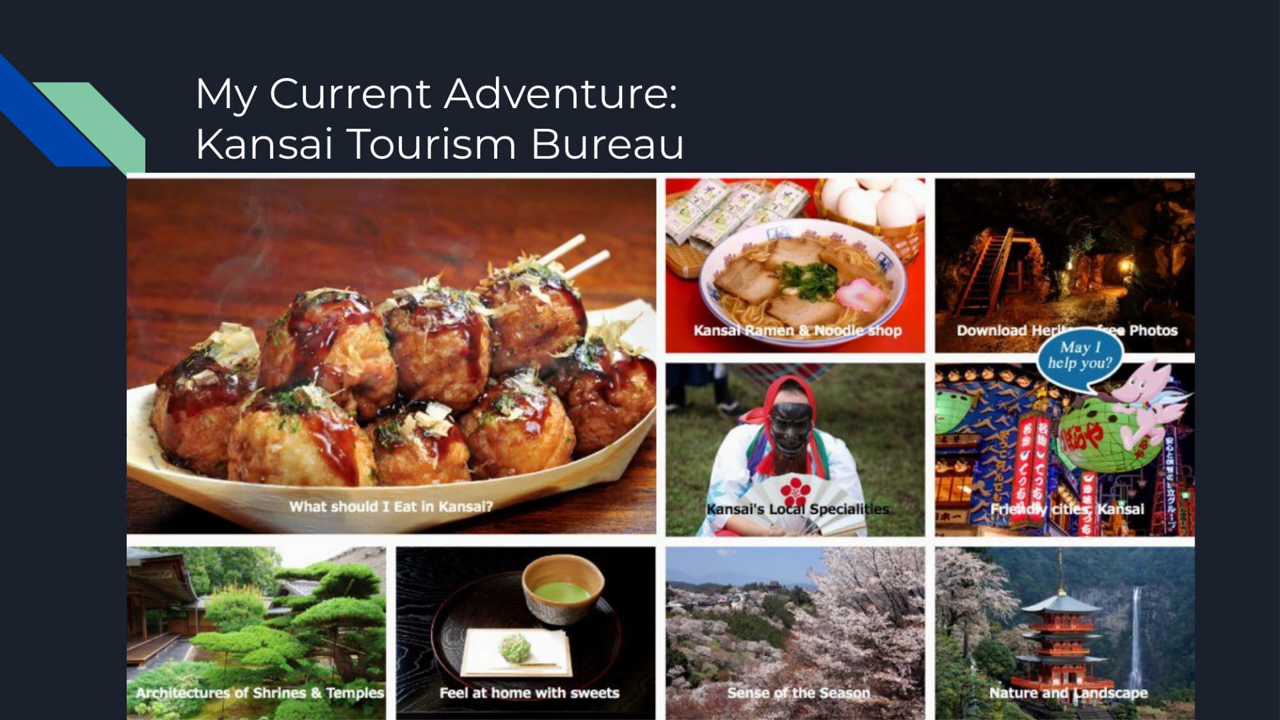 My Current Adventure:
Kansai Tourism Bureau
What should I Eat in Kansai?
Kansai Ramen & Noodle shop
Download Heritage free Photos
May I
help you?
Kansai's Local Specialities
Friendly cities, Kansai
Architectures of Shrines & Temples
Feel at home with sweets
Sense of the Season
Nature and Landscape